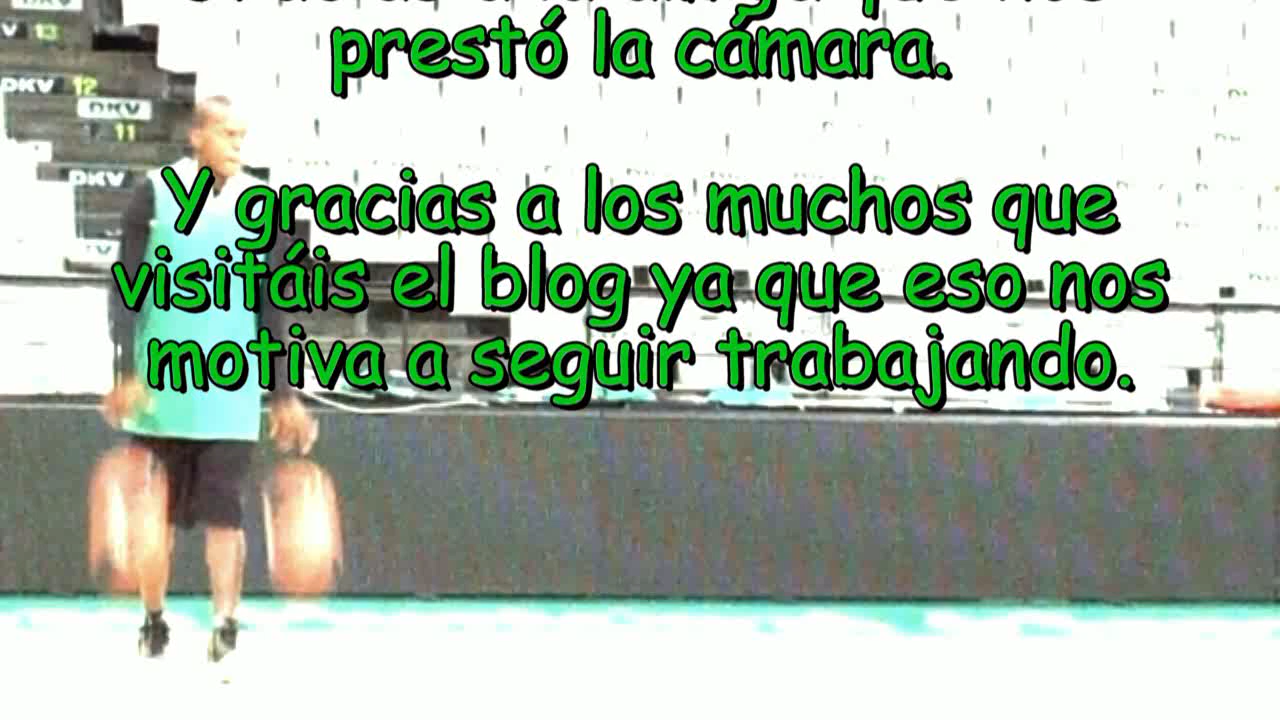 prestó la cámara.
Y gracias a los muchos que
visitáis el blog ya que eso nos
motiva a seguir trabajando.
13
DKV 12
DKV
11
DKV